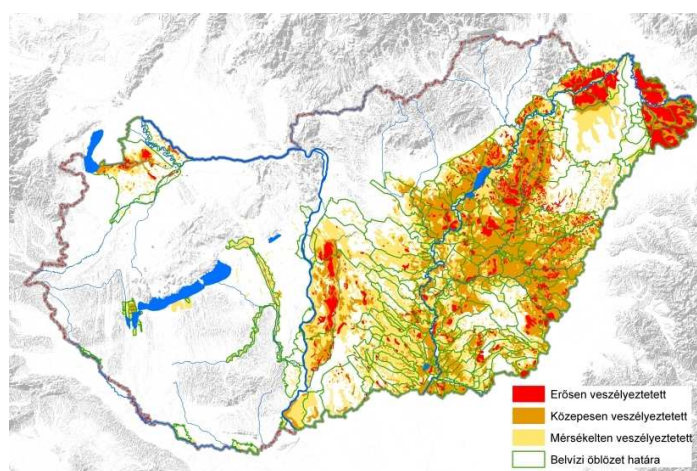 Erősen veszélyeztetett
Közepesen veszélyeztetett
Mérsékelten veszélyeztetett
Belvízi öblözet határa